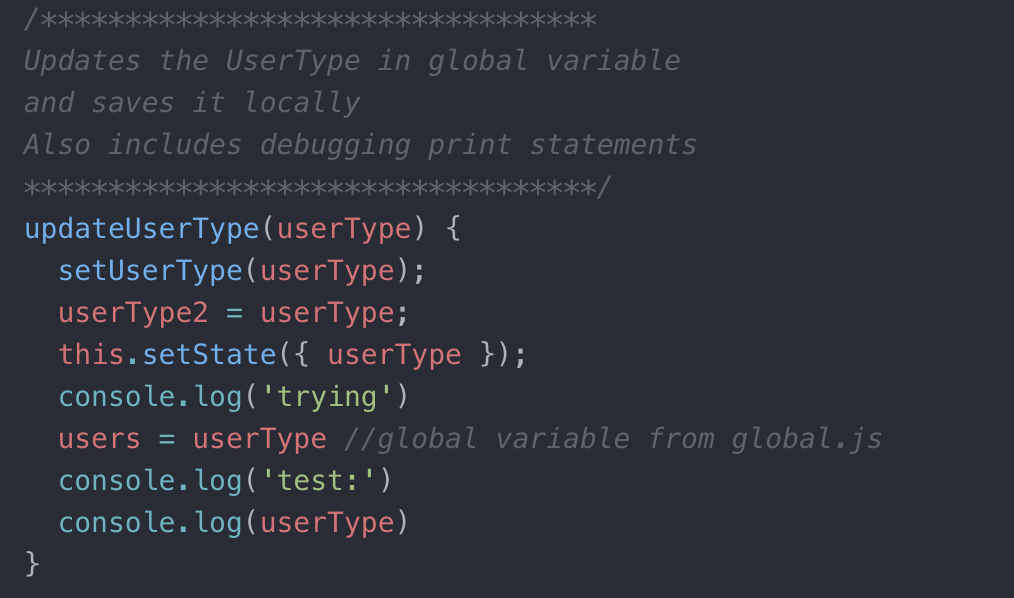 /*********************************
Updates the UserType in global variable
and saves it locally
Also includes debugging print statements
**********************************/
updateUserType(userType) {
  setUserType(userType);
  userType2 = userType;
  this.setState({ userType });
  console.log('trying')
  users = userType //global variable from global.js
  console.log('test:')
  console.log(userType)
}